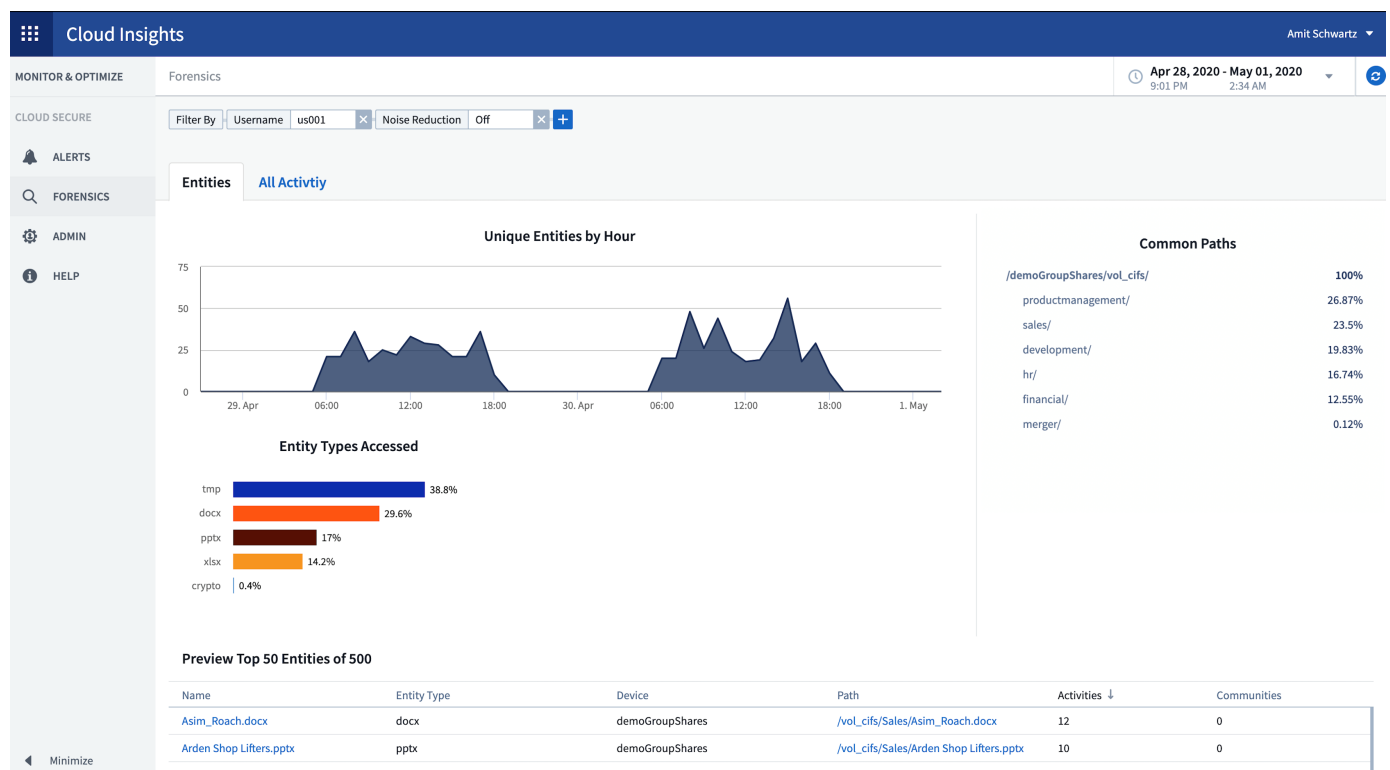 Cloud Insights
Amit Schwartz
MONITOR & OPTIMIZE
Forensics
Apr 28, 2020 - May 01, 2020
9:01 PM 2:34 AM
CLOUD SECURE
Filter By Username us001 Noise Reduction Off
ALERTS
FORENSICS
ADMIN
HELP
Minimize
Entities All Activtiy
Unique Entities by Hour
75
50
25
0
29. Apr 06:00 12:00 18:00 30. Apr 06:00 12:00 18:00 1. May
Common Paths
/demoGroupShares/vol_cifs/ 100%
productmanagement/ 26.87%
sales/ 23.5%
development/ 19.83%
hr/ 16.74%
financial/ 12.55%
merger/ 0.12%
Entity Types Accessed
tmp 38.8%
docx 29.6%
pptx 17%
xlsx 14.2%
crypto 0.4%
Preview Top 50 Entities of 500
Name Entity Type Device Path Activities ↓ Communities
Asim_Roach.docx docx demoGroupShares /vol_cifs/Sales/Asim_Roach.docx 12 0
Arden Shop Lifters.pptx pptx demoGroupShares /vol_cifs/Sales/Arden Shop Lifters.pptx 10 0